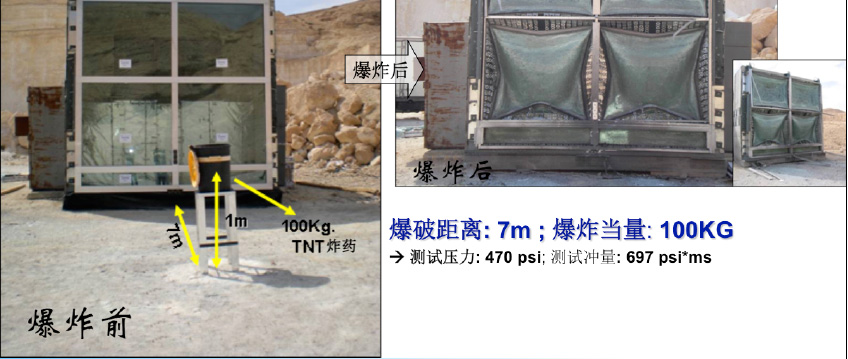 爆炸后
爆炸后
7m
1m
100Kg.
TNT炸药
爆炸前
爆破距离: 7m ; 爆炸当量: 100KG
→ 测试压力: 470 psi; 测试冲量: 697 psi*ms